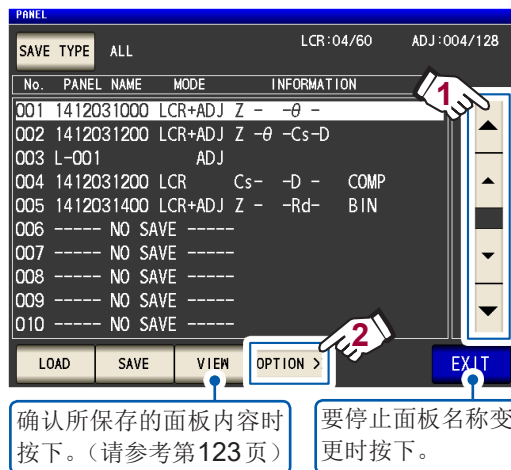 PANEL
SAVE TYPE ALL LCR:04/60 ADJ:004/128
No. PANEL NAME MODE INFORMATION
001 1412031000 LCR+ADJ Z - -θ -
002 1412031200 LCR+ADJ Z -θ -Cs-D
003 L-001 ADJ
004 1412031200 LCR Cs- -D - COMP
005 1412031400 LCR+ADJ Z - -Rd- BIN
006 ----- NO SAVE -----
007 ----- NO SAVE -----
008 ----- NO SAVE -----
009 ----- NO SAVE -----
010 ----- NO SAVE -----
1
2
LOAD SAVE VIEW OPTION > EXIT
确认所保存的面板内容时
按下。（请参考第123页）
要停止面板名称变
更时按下。